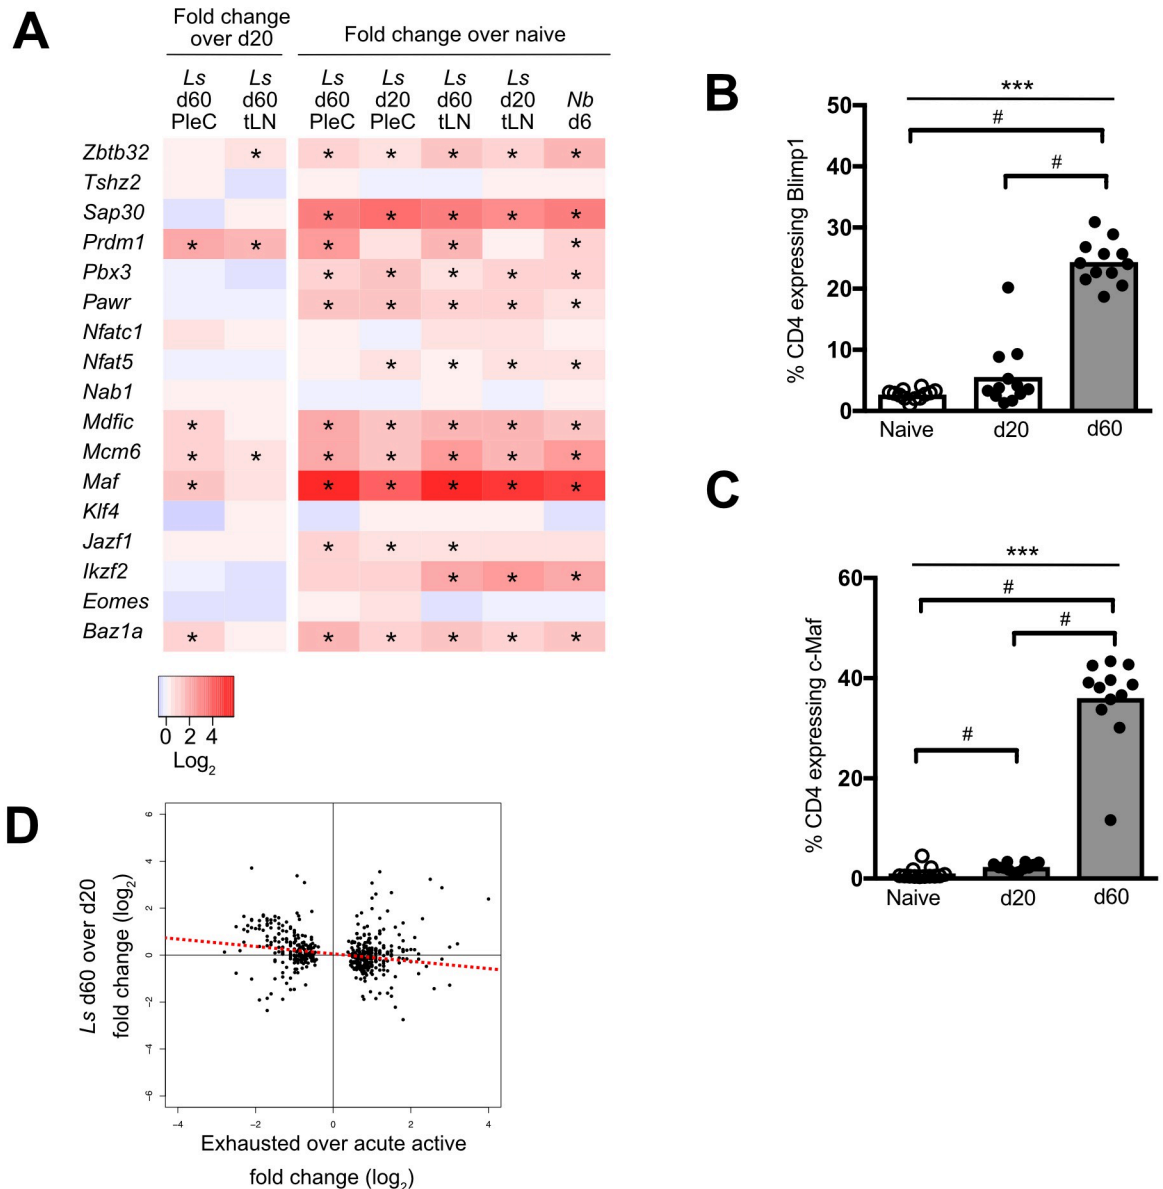 A
Fold change
over d20
Fold change over naive
Ls Ls Ls Ls Ls Ls
d60 d60 d60 d20 d60 d20 Nb
PleC tLN PleC PleC tLN tLN d6
Zbtb32 * * * * * *
Tshz2
Sap30 * * * * *
Prdm1 * * * * *
Pbx3 * * * * *
Pawr * * * * *
Nfatc1
Nfat5 * * * *
Nab1
Mdfic * * * * * *
Mcm6 * * * * * * *
Maf * * * * * *
Klf4
Jazf1 * * *
Ikzf2 * * *
Eomes
Baz1a * * * * * *
0 2 4
Log2
B
% CD4 expressing Blimp1
***
#
#
50
40
30
20
10
0
Naive d20 d60
C
% CD4 expressing c-Maf
***
#
#
#
60
40
20
0
Naive d20 d60
D
Ls d60 over d20
fold change (log2)
6
4
2
0
−2
−4
−6
−4 −2 0 2 4
Exhausted over acute active
fold change (log2)